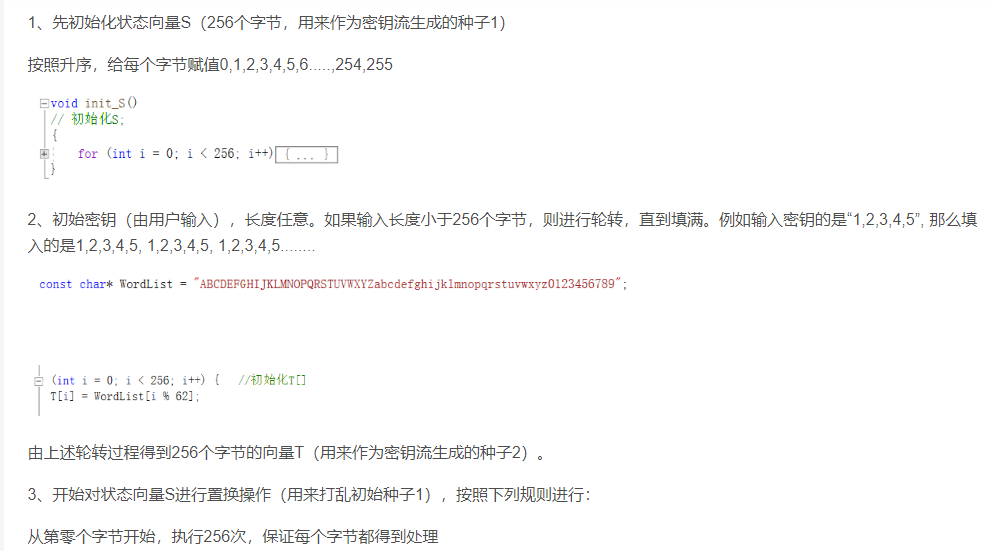 1、先初始化状态向量S（256个字节，用来作为密钥流生成的种子1）
按照升序，给每个字节赋值0,1,2,3,4,5,6.....,254,255
void init_S()
// 初始化S;
{
for (int i = 0; i < 256; i++){ ... }
}
2、初始密钥（由用户输入），长度任意。如果输入长度小于256个字节，则进行轮转，直到填满。例如输入密钥的是“1,2,3,4,5”, 那么填
入的是1,2,3,4,5, 1,2,3,4,5, 1,2,3,4,5........
const char* WordList = "ABCDEFGHIJKLMNOPQRSTUVWXYZabcdefghijklmnopqrstuvwxyz0123456789";
(int i = 0; i < 256; i++) { //初始化T[]
T[i] = WordList[i % 62];
由上述轮转过程得到256个字节的向量T（用来作为密钥流生成的种子2）。
3、开始对状态向量S进行置换操作（用来打乱初始种子1），按照下列规则进行：
从第零个字节开始，执行256次，保证每个字节都得到处理